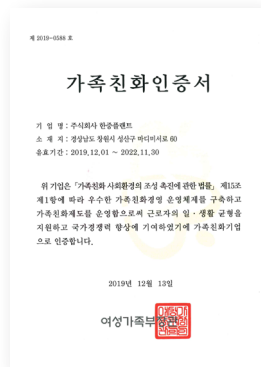 제 2019-0588 호
가족친화인증서
기 업 명 : 주식회사 한중플랜트
소 재 지 : 경상남도 창원시 성산구 마디미서로 60
유효기간 : 2019.12.01 ~ 2022.11.30
위 기업은「가족친화 사회환경의 조성 촉진에 관한 법률」 제15조
제1항에 따라 우수한 가족친화경영 운영체제를 구축하고
가족친화제도를 운영함으로써 근로자의 일·생활 균형을
지원하고 국가경쟁력 향상에 기여하였기에 가족친화기업
으로 인증합니다.
2019년 12월 13일
여성가족부장관